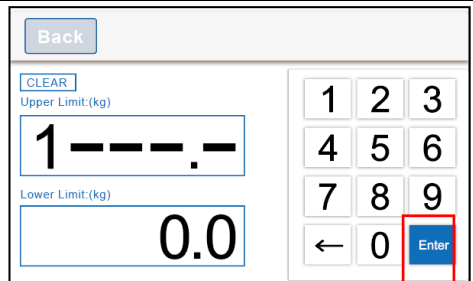 Back
CLEAR
Upper Limit:(kg)
1---.-
Lower Limit:(kg)
0.0
1 2 3
4 5 6
7 8 9
← 0 Enter